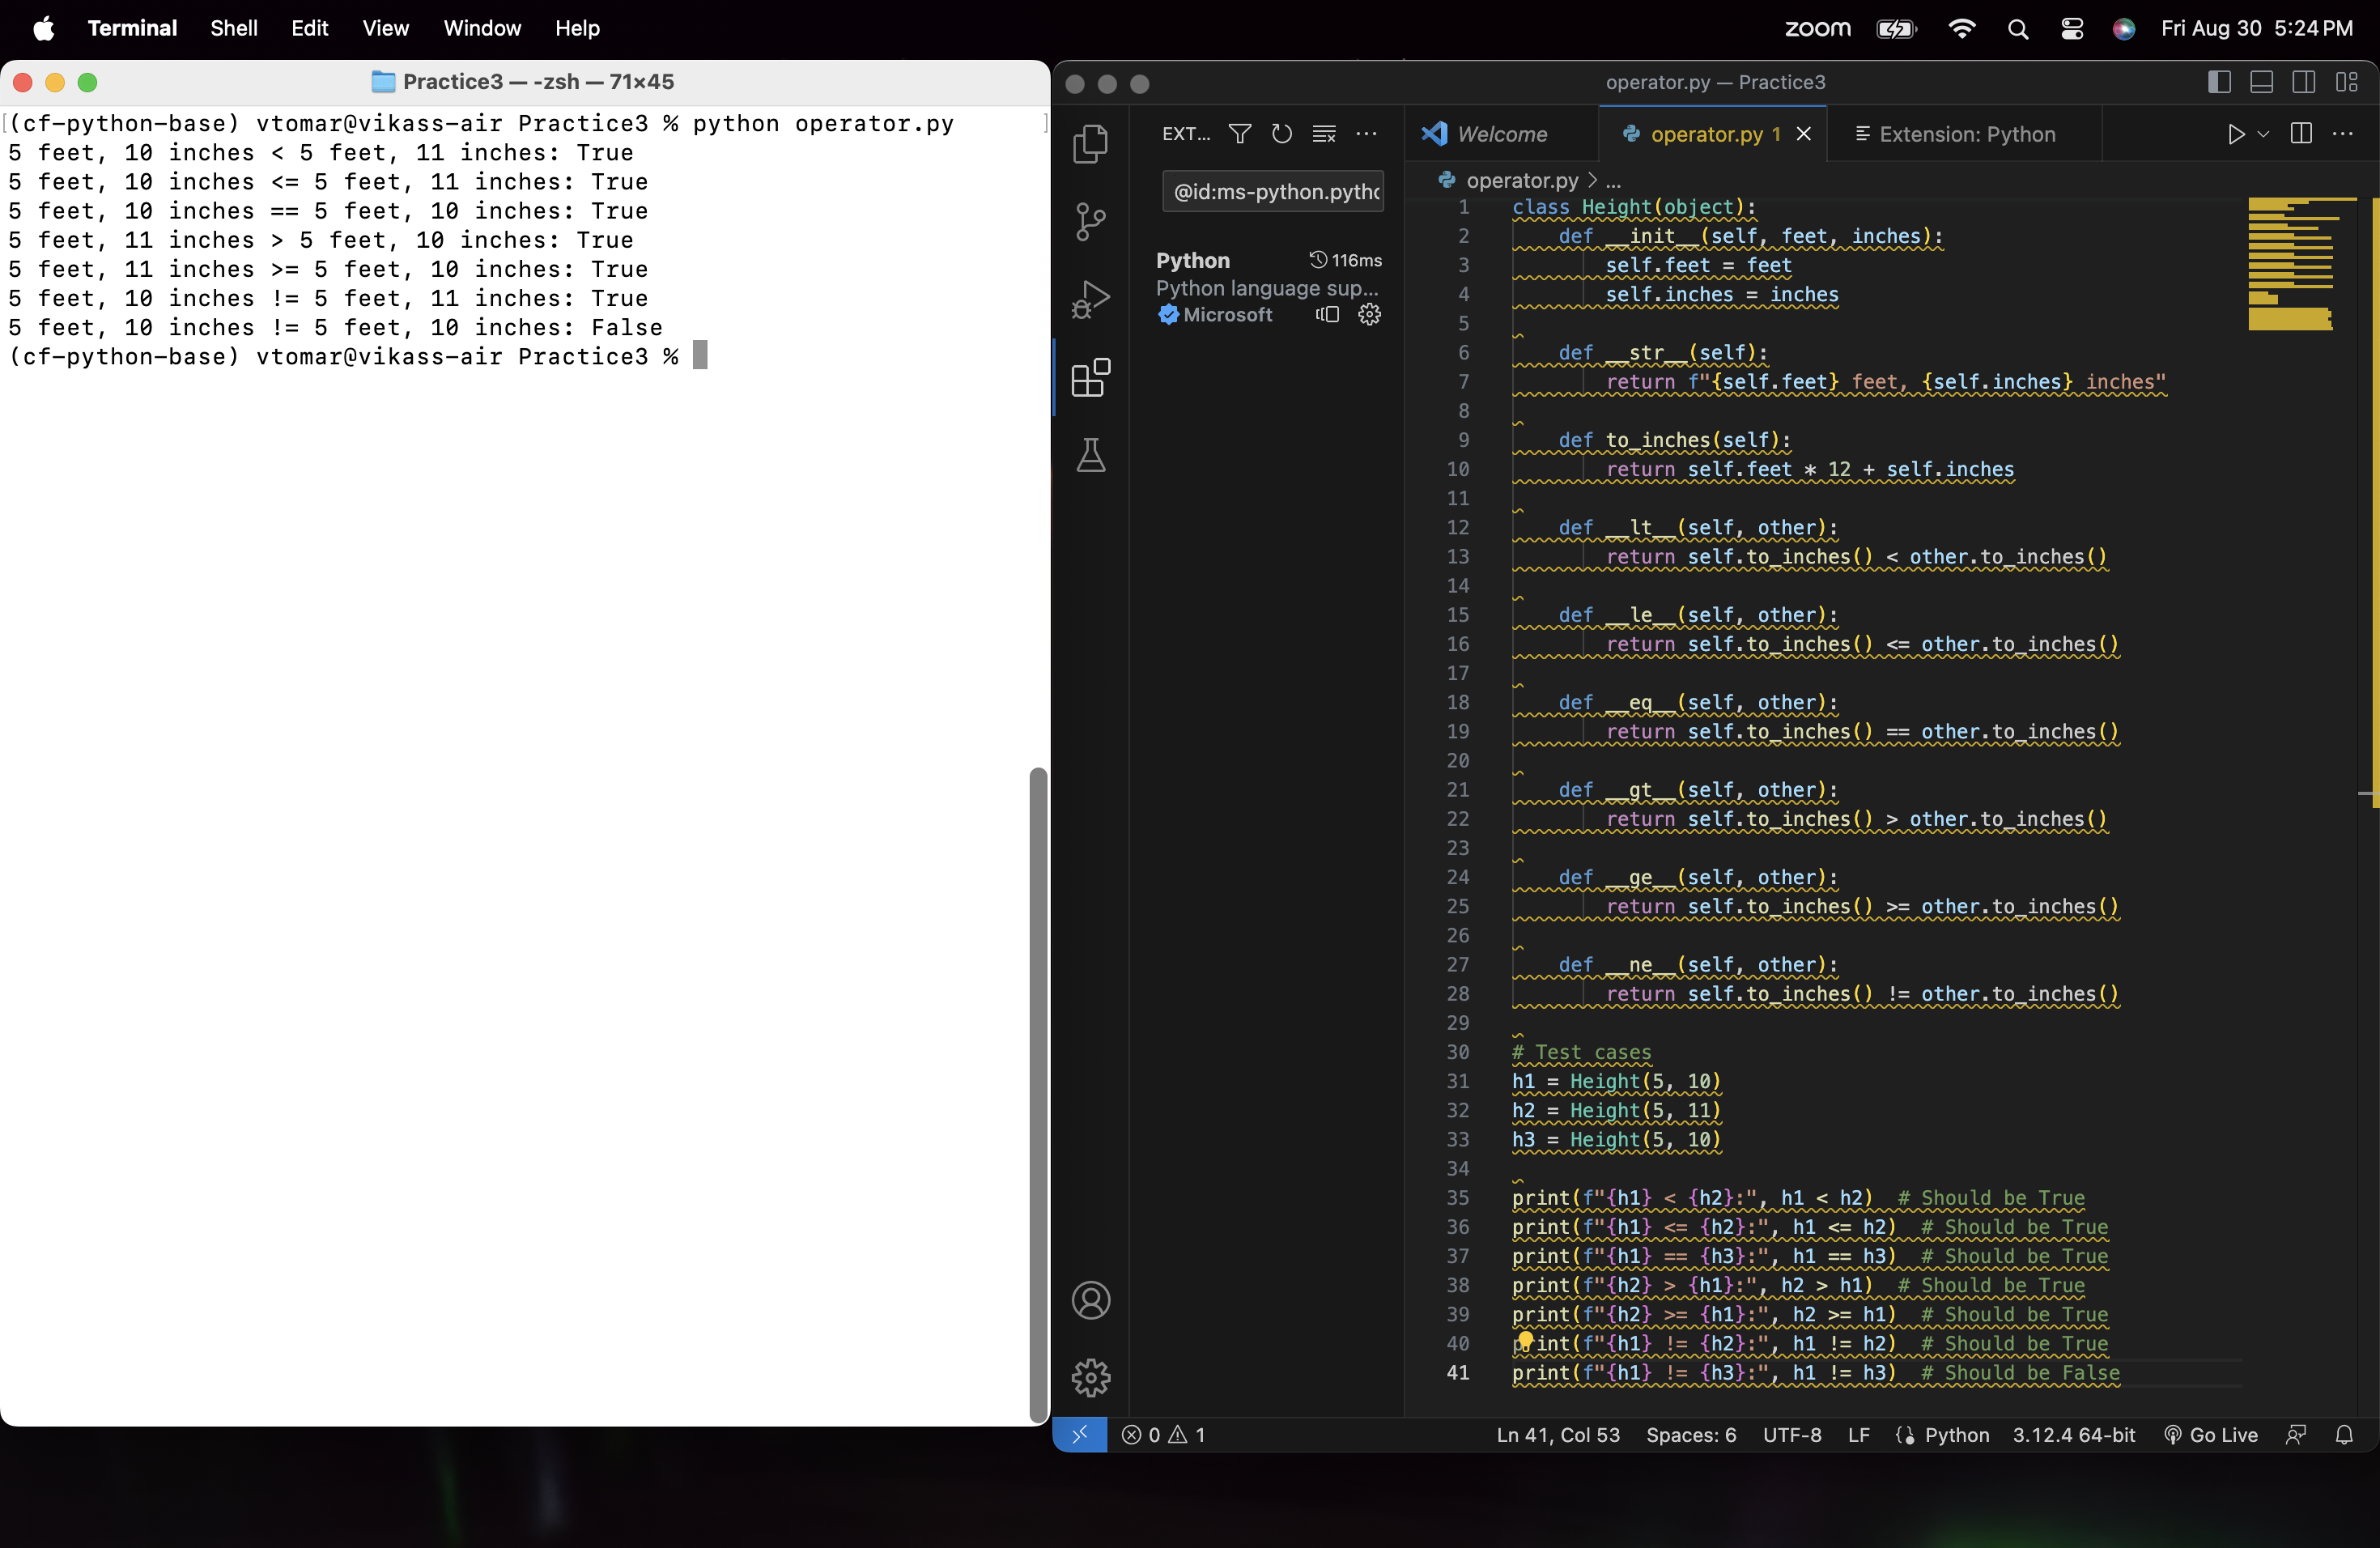 Terminal Shell Edit View Window Help zoom Fri Aug 30 5:24 PM
Practice3 — -zsh — 71×45
(cf-python-base) vtomar@vikass-air Practice3 % python operator.py
5 feet, 10 inches < 5 feet, 11 inches: True
5 feet, 10 inches <= 5 feet, 11 inches: True
5 feet, 10 inches == 5 feet, 10 inches: True
5 feet, 11 inches > 5 feet, 10 inches: True
5 feet, 11 inches >= 5 feet, 10 inches: True
5 feet, 10 inches != 5 feet, 11 inches: True
5 feet, 10 inches != 5 feet, 10 inches: False
(cf-python-base) vtomar@vikass-air Practice3 %
operator.py — Practice3
EXT...
@id:ms-python.pythc
Python 116ms
Python language sup...
Microsoft
Welcome operator.py 1 Extension: Python
operator.py > ...
1 class Height(object):
2     def __init__(self, feet, inches):
3         self.feet = feet
4         self.inches = inches
5
6     def __str__(self):
7         return f"{self.feet} feet, {self.inches} inches"
8
9     def to_inches(self):
10         return self.feet * 12 + self.inches
11
12     def __lt__(self, other):
13         return self.to_inches() < other.to_inches()
14
15     def __le__(self, other):
16         return self.to_inches() <= other.to_inches()
17
18     def __eq__(self, other):
19         return self.to_inches() == other.to_inches()
20
21     def __gt__(self, other):
22         return self.to_inches() > other.to_inches()
23
24     def __ge__(self, other):
25         return self.to_inches() >= other.to_inches()
26
27     def __ne__(self, other):
28         return self.to_inches() != other.to_inches()
29
30 # Test cases
31 h1 = Height(5, 10)
32 h2 = Height(5, 11)
33 h3 = Height(5, 10)
34
35 print(f"{h1} < {h2}:", h1 < h2)  # Should be True
36 print(f"{h1} <= {h2}:", h1 <= h2)  # Should be True
37 print(f"{h1} == {h3}:", h1 == h3)  # Should be True
38 print(f"{h2} > {h1}:", h2 > h1)  # Should be True
39 print(f"{h2} >= {h1}:", h2 >= h1)  # Should be True
40 print(f"{h1} != {h2}:", h1 != h2)  # Should be True
41 print(f"{h1} != {h3}:", h1 != h3)  # Should be False
0 1 Ln 41, Col 53 Spaces: 6 UTF-8 LF Python 3.12.4 64-bit Go Live